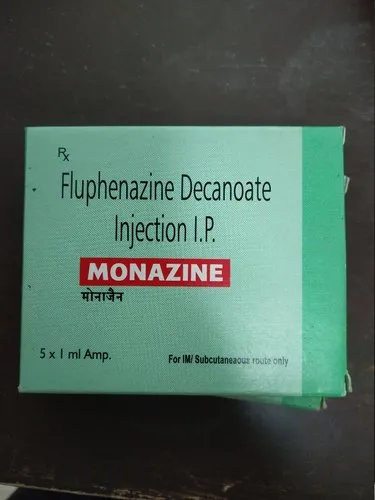 Rx
Fluphenazine Decanoate
Injection I.P.
MONAZINE
मोनाजैन
5 x 1 ml Amp.
For IM/ Subcutaneaous route only